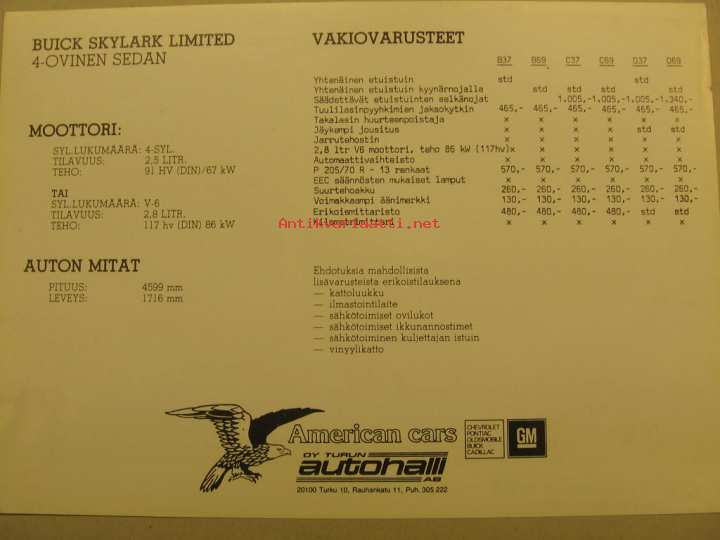 BUICK SKYLARK LIMITED
4-OVINEN SEDAN
MOOTTORI:
SYL.LUKUMÄÄRÄ: 4-SYL.
TILAVUUS: 2,5 LITR.
TEHO: 91 HV (DIN)/67 kW
TAI
SYL.LUKUMÄÄRÄ: V-6
TILAVUUS: 2,8 LITR.
TEHO: 117 hv (DIN) 86 kW
AUTON MITAT
PITUUS: 4599 mm
LEVEYS: 1716 mm
VAKIOVARUSTEET
B37 B69 C37 C69 D37 D69
Yhtenäinen etuistuin std std
Yhtenäinen etuistuin kyynärnojalla std std std std
Säädettävät etuistuinten selkänojat 1.005,- 1.005,- 1.005,- 1.340,-
Tuulilasinpyyhkimien jaksokytkin 465,- 465,- 465,- 465,- 465,- 465,-
Takalasin huurteenpoistaja x x x x x x
Jäykempi jousitus x x x x std std
Jarrutehostin x x x x x x
2,8 ltr V6 moottori, teho 86 kW (117hv) x x x x x x
Automaattivaihteisto x x x x x x
P 205/70 R - 13 renkaat 570,- 570,- 570,- 570,- 570,- 570,-
EEC säännösten mukaiset lamput x x x x x x
Suurtehoakku 260,- 260,- 260,- 260,- 260,- 260,-
Voimakkaampi äänimerkki 130,- 130,- 130,- 130,- 130,- 130,-
Erikoismittaristo 480,- 480,- 480,- 480,- std std
Kilometrimittari x x x x x x
Antikvariaatti.net
Ehdotuksia mahdollisista
lisävarusteista erikoistilauksena
— kattoluukku
— ilmastointilaite
— sähkötoimiset ovilukot
— sähkötoimiset ikkunannostimet
— sähkötoiminen kuljettajan istuin
— vinyylikatto
American cars
OY TURUN
autohalli
AB
20100 Turku 10, Rauhankatu 11, Puh. 305 222
CHEVROLET
PONTIAC
OLDSMOBILE
BUICK
CADILLAC
GM